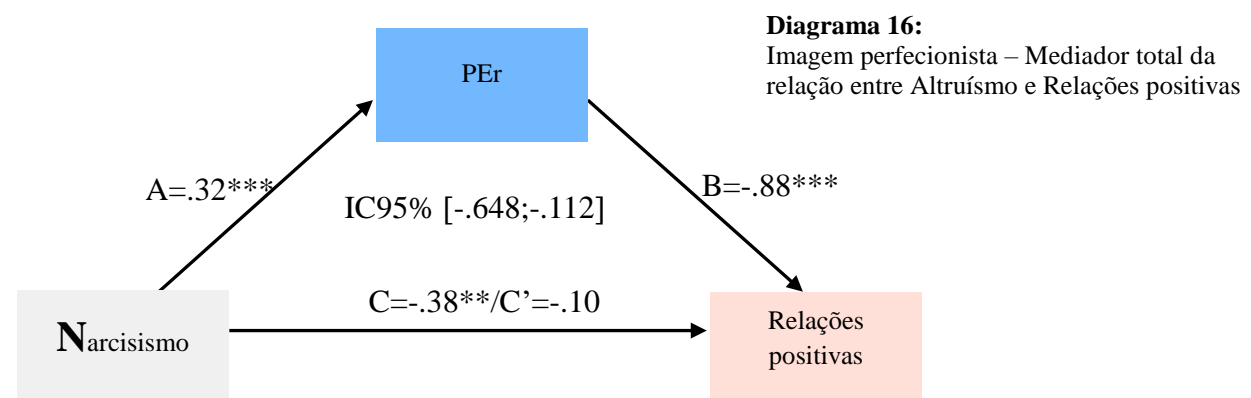 Diagrama 16:
Imagem perfecionista – Mediador total da
relação entre Altruísmo e Relações positivas
PEr
A=.32***
B=-.88***
IC95% [-.648;-.112]
C=-.38**/C’=-.10
Narcisismo
Relações
positivas